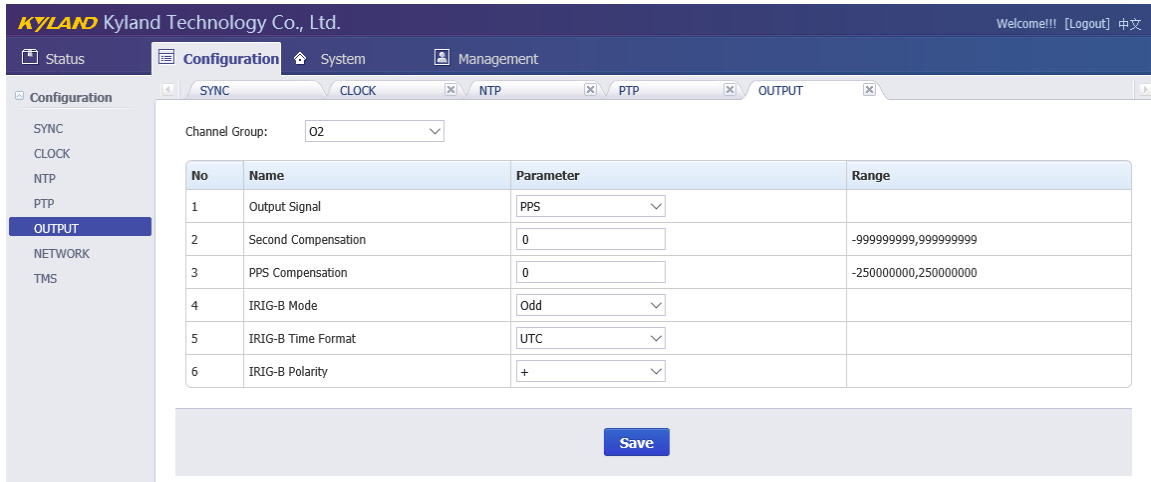 KYLAND Kyland Technology Co., Ltd. Welcome!!! [Logout] 中文
Status Configuration System Management
Configuration
SYNC
CLOCK
NTP
PTP
OUTPUT
NETWORK
TMS
SYNC CLOCK NTP PTP OUTPUT
Channel Group: O2
No Name Parameter Range
1 Output Signal PPS
2 Second Compensation 0 -999999999,999999999
3 PPS Compensation 0 -250000000,250000000
4 IRIG-B Mode Odd
5 IRIG-B Time Format UTC
6 IRIG-B Polarity +
Save